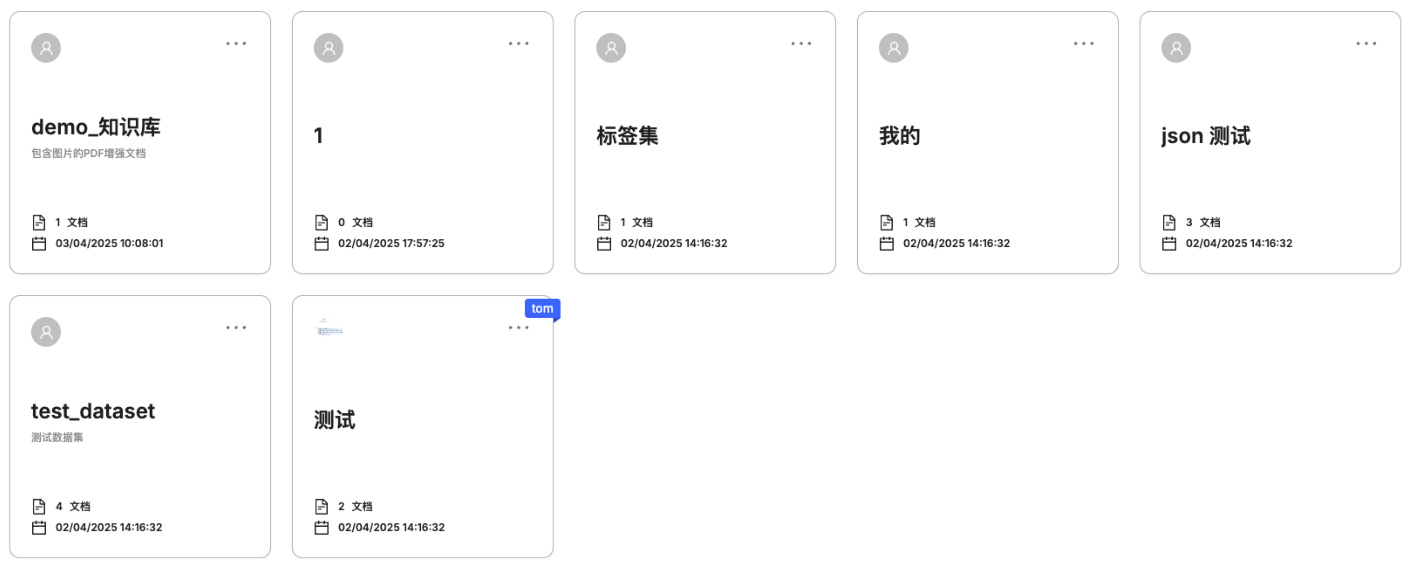 demo_知识库
包含图片的PDF增强文档
1 文档
03/04/2025 10:08:01
1
0 文档
02/04/2025 17:57:25
标签集
1 文档
02/04/2025 14:16:32
我的
1 文档
02/04/2025 14:16:32
json 测试
3 文档
02/04/2025 14:16:32
test_dataset
测试数据集
4 文档
02/04/2025 14:16:32
tom
测试
2 文档
02/04/2025 14:16:32